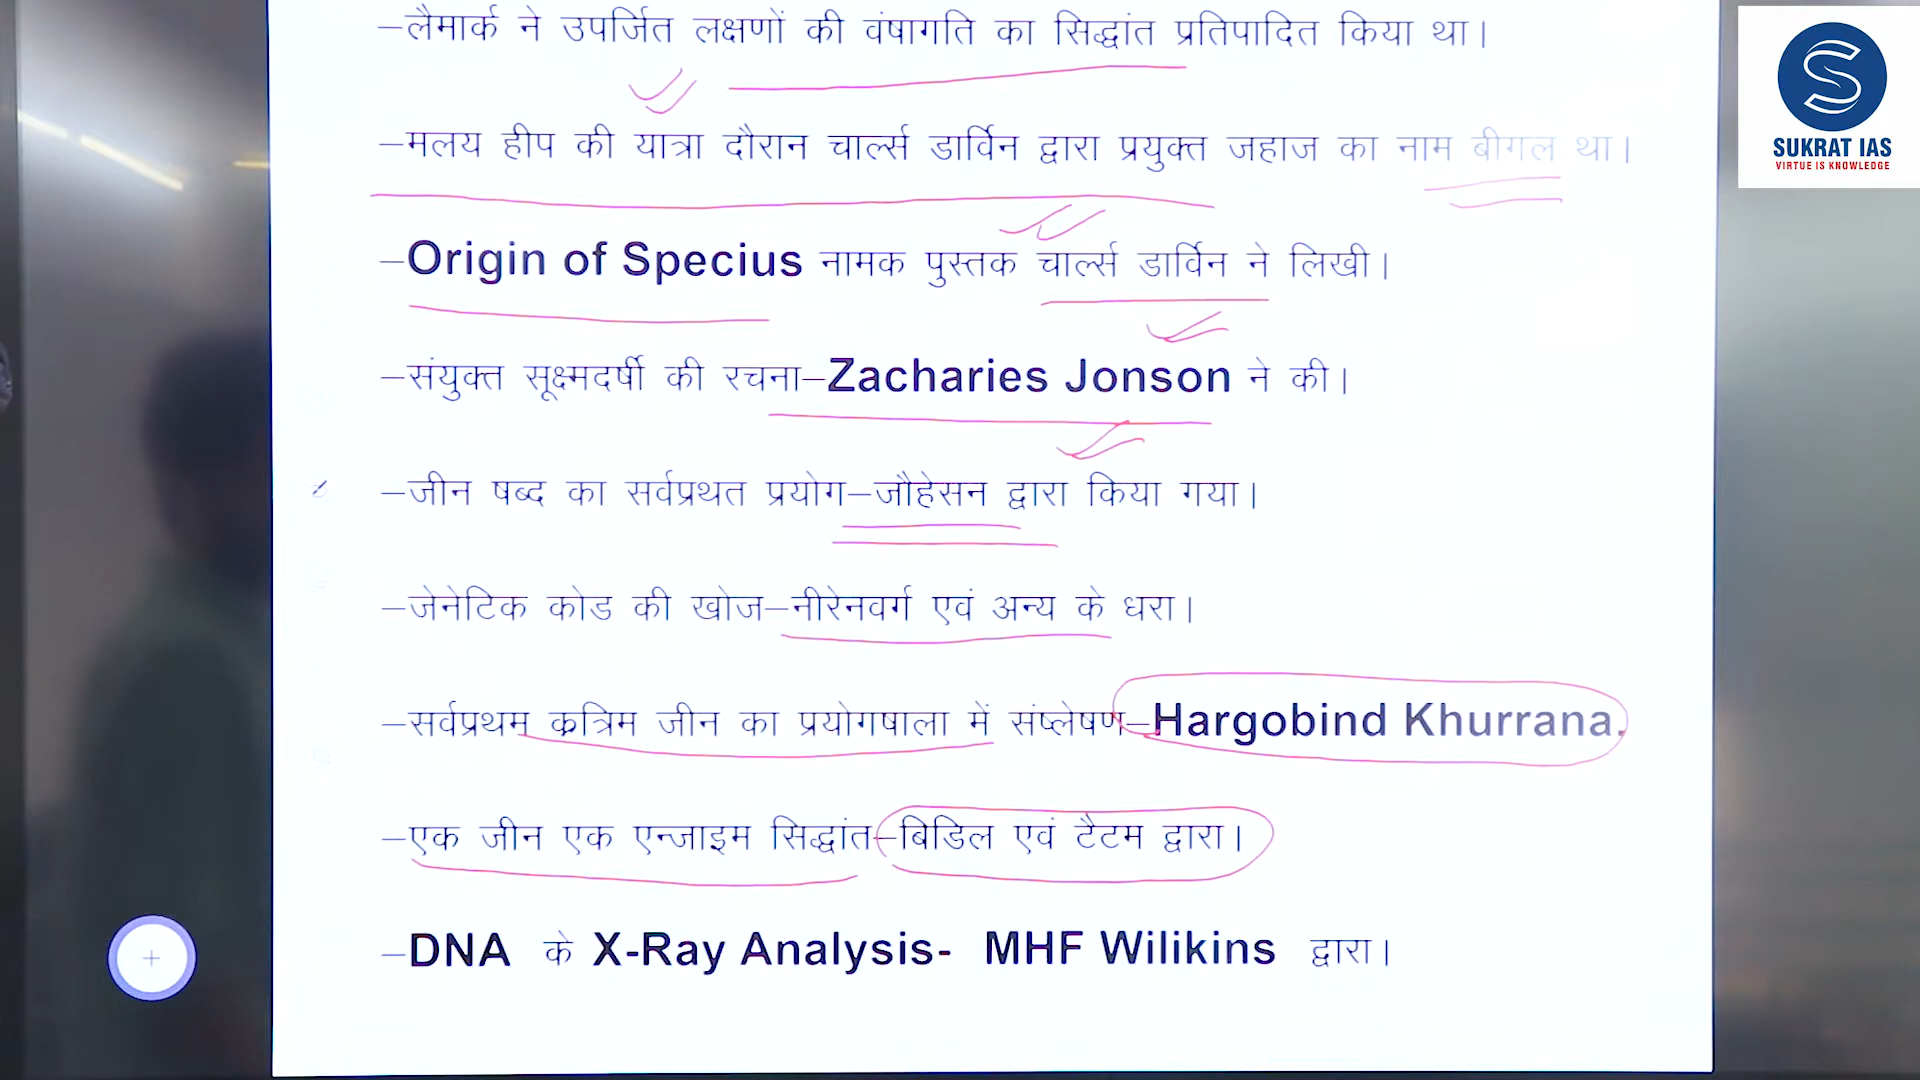 –लैमार्क ने उपर्जित लक्षणों की वंषागति का सिद्धांत प्रतिपादित किया था।
–मलय हीप की यात्रा दौरान चार्ल्स डार्विन द्वारा प्रयुक्त जहाज का नाम बीगल था।
–Origin of Specius नामक पुस्तक चार्ल्स डार्विन ने लिखी।
–संयुक्त सूक्ष्मदर्षी की रचना–Zacharies Jonson ने की।
–जीन षब्द का सर्वप्रथत प्रयोग–जौहेसन द्वारा किया गया।
–जेनेटिक कोड की खोज–नीरेनवर्ग एवं अन्य के धरा।
–सर्वप्रथम कत्रिम जीन का प्रयोगषाला में संष्लेषण–Hargobind Khurrana.
–एक जीन एक एन्जाइम सिद्धांत–बिडिल एवं टैटम द्वारा।
–DNA के X-Ray Analysis- MHF Wilikins द्वारा।
SUKRAT IAS
VIRTUE IS KNOWLEDGE